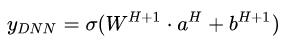 y_{DNN} = σ(W^{H+1} · a^H + b^{H+1})